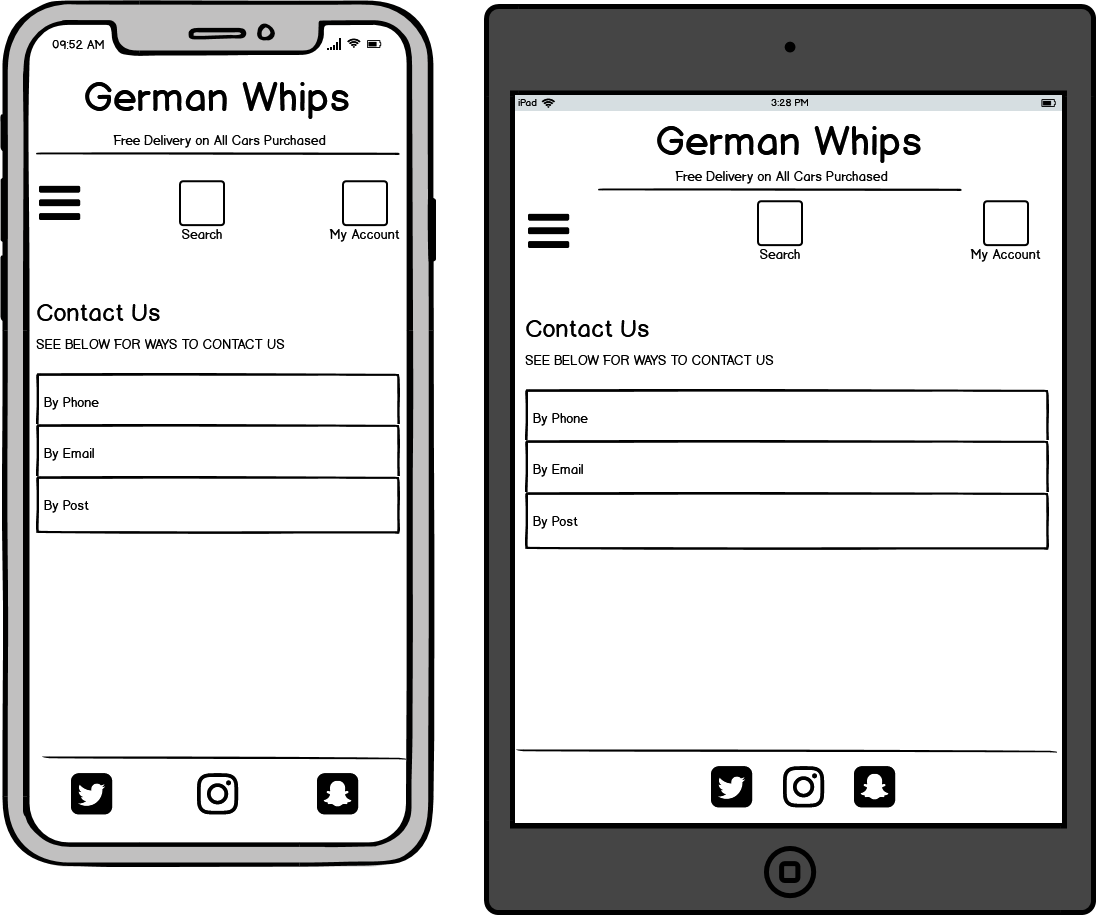 09:52 AM
German Whips
Free Delivery on All Cars Purchased
Search
My Account
Contact Us
SEE BELOW FOR WAYS TO CONTACT US
By Phone
By Email
By Post
iPad
3:28 PM
German Whips
Free Delivery on All Cars Purchased
Search
My Account
Contact Us
SEE BELOW FOR WAYS TO CONTACT US
By Phone
By Email
By Post